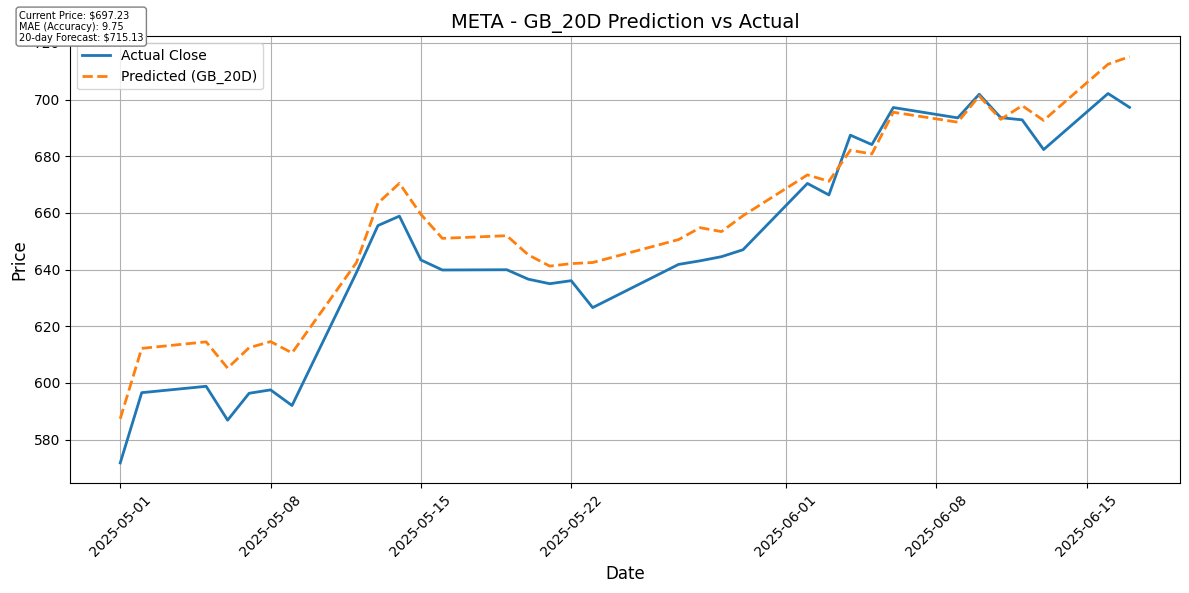 Current Price: $697.23
MAE (Accuracy): 9.75
20-day Forecast: $715.13
META - GB_20D Prediction vs Actual
Actual Close
Predicted (GB_20D)
700
680
660
640
620
600
580
Price
2025-05-01
2025-05-08
2025-05-15
2025-05-22
2025-06-01
2025-06-08
2025-06-15
Date